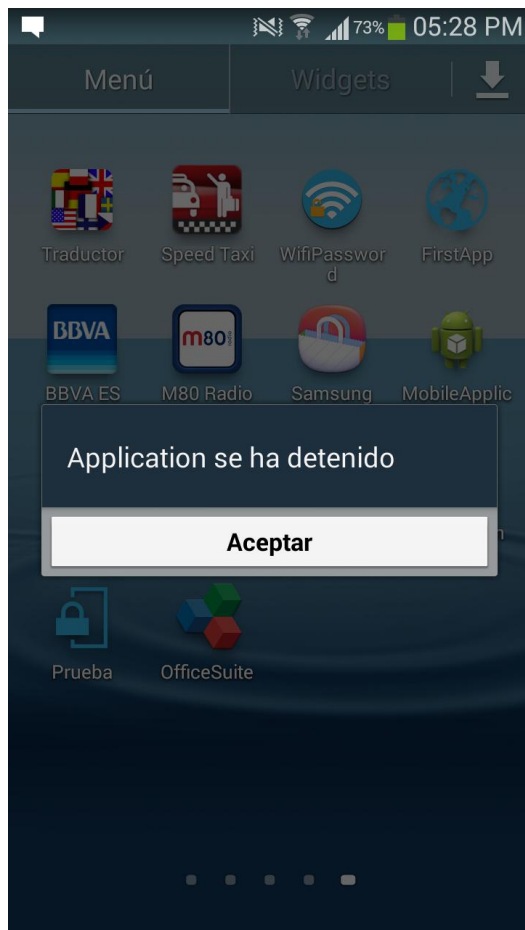 73% 05:28 PM
Menú Widgets
Traductor Speed Taxi WifiPasswor FirstApp
d
BBVA
m80 radio
BBVA ES M80 Radio Samsung MobileApplic
Application se ha detenido
Aceptar
n
Prueba OfficeSuite